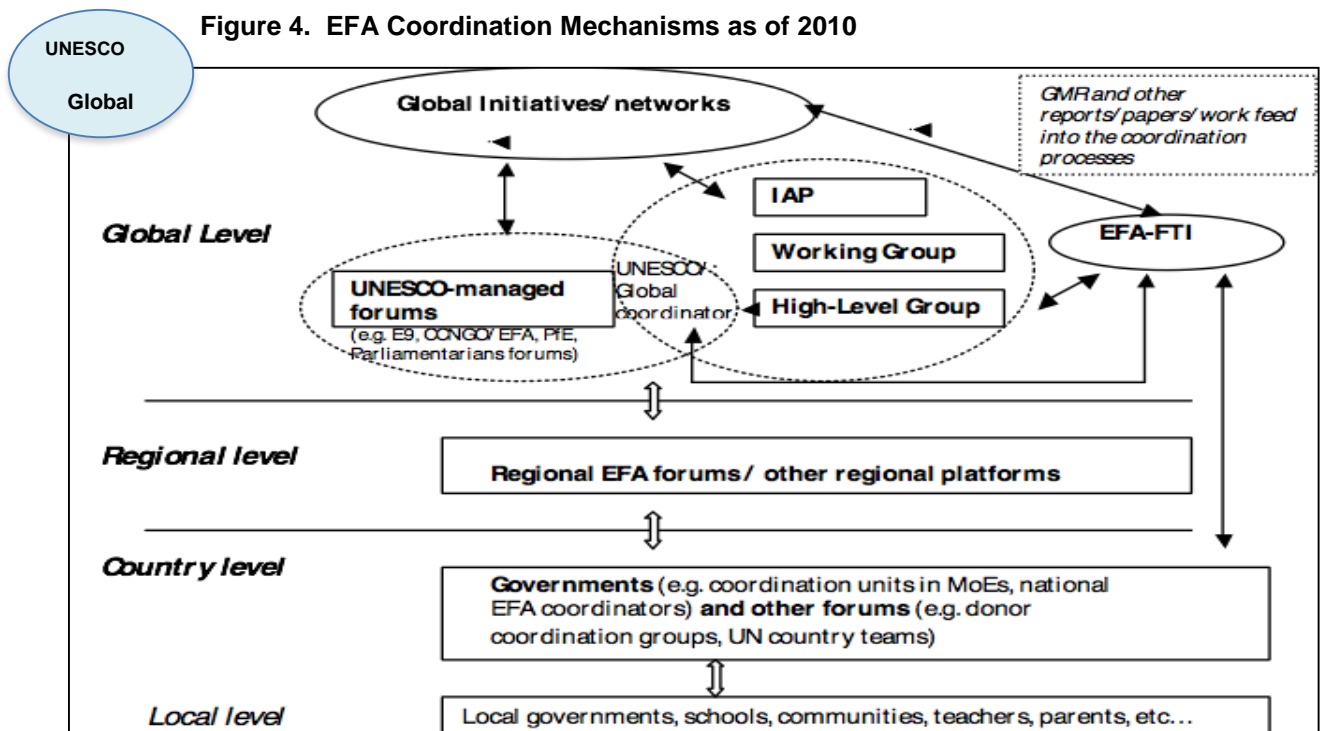 Figure 4. EFA Coordination Mechanisms as of 2010
UNESCO
Global
Global Initiatives/ networks
GMR and other
reports/ papers/ work feed
into the coordination
processes
Global Level
IAP
Working Group
High-Level Group
EFA-FTI
UNESCO/
Global
coordinator
UNESCO-managed
forums
(e.g. E9, CCNGO/ EFA, PfE,
Parliamentarians forums)
Regional level
Regional EFA forums / other regional platforms
Country level
Governments (e.g. coordination units in MoEs, national
EFA coordinators) and other forums (e.g. donor
coordination groups, UN country teams)
Local level
Local governments, schools, communities, teachers, parents, etc...